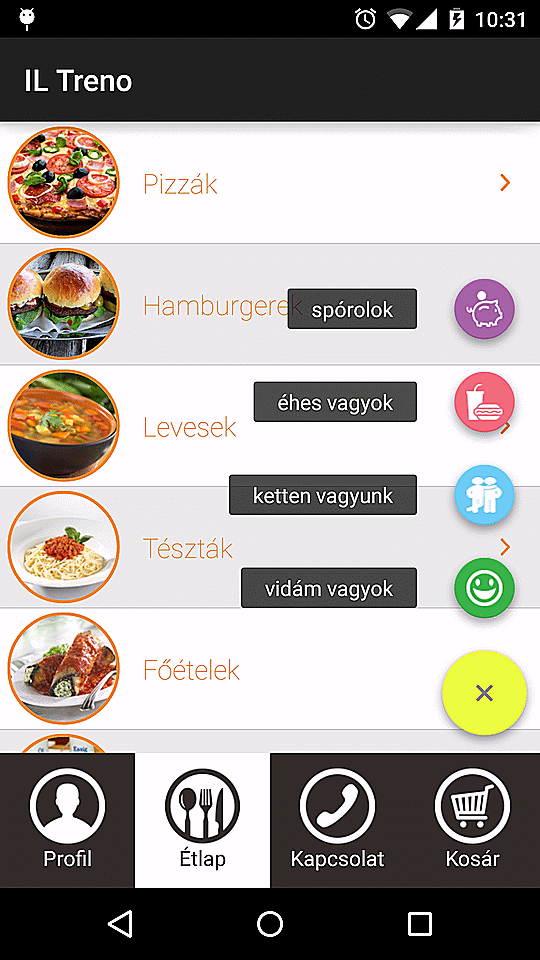 10:31
IL Treno
Pizzák
Hamburgerek
spórolok
éhes vagyok
Levesek
ketten vagyunk
Tészták
vidám vagyok
Főételek
Profil
Étlap
Kapcsolat
Kosár